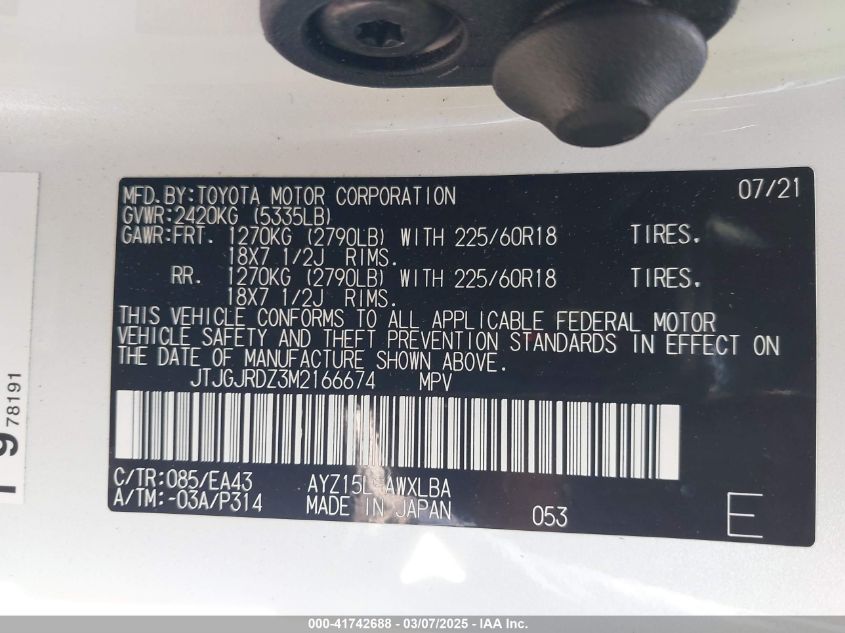 MFD.BY:TOYOTA MOTOR CORPORATION 07/21
GVWR:2420KG (5335LB)
GAWR:FRT. 1270KG (2790LB) WITH 225/60R18 TIRES.
18X7 1/2J RIMS.
RR. 1270KG (2790LB) WITH 225/60R18 TIRES.
18X7 1/2J RIMS.
THIS VEHICLE CONFORMS TO ALL APPLICABLE FEDERAL MOTOR
VEHICLE SAFETY AND THEFT PREVENTION STANDARDS IN EFFECT ON
THE DATE OF MANUFACTURE SHOWN ABOVE.
JTJGJRDZ3M2166674 MPV
C/TR:085/EA43 AYZ15L-AWXLBA
A/TM:-03A/P314 MADE IN JAPAN 053 E
78191
000-41742688 - 03/07/2025 - IAA Inc.